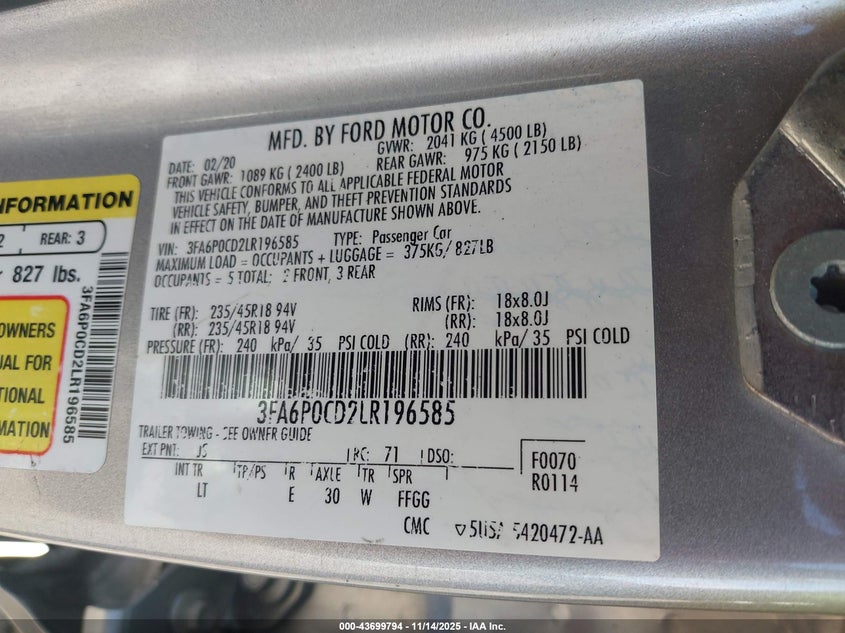 MFD. BY FORD MOTOR CO.
DATE: 02/20 GVWR: 2041 KG ( 4500 LB)
FRONT GAWR: 1089 KG ( 2400 LB) REAR GAWR: 975 KG ( 2150 LB)
THIS VEHICLE CONFORMS TO ALL APPLICABLE FEDERAL MOTOR
VEHICLE SAFETY, BUMPER, AND THEFT PREVENTION STANDARDS
IN EFFECT ON THE DATE OF MANUFACTURE SHOWN ABOVE.
VIN: 3FA6P0CD2LR196585 TYPE: Passenger Car
MAXIMUM LOAD = OCCUPANTS + LUGGAGE = 375KG/ 827LB
OCCUPANTS = 5 TOTAL: 2 FRONT, 3 REAR
TIRE (FR): 235/45R18 94V RIMS (FR): 18x8.0J
(RR): 235/45R18 94V (RR): 18x8.0J
PRESSURE (FR): 240 kPa/ 35 PSI COLD (RR): 240 kPa/ 35 PSI COLD
3FA6P0CD2LR196585
TRAILER TOWING - SEE OWNER GUIDE
EXT PNT: JS RC: 71 DSO:
F0070
R0114
INT TR TP/PS R AXLE TR SPR
LT E 30 W FFGG
CMC 5420472-AA
INFORMATION
2 REAR: 3
827 lbs.
OWNERS
UAL FOR
TIONAL
MATION
3FA6P0CD2LR196585
000-43699794 — 11/14/2025 — IAA Inc.